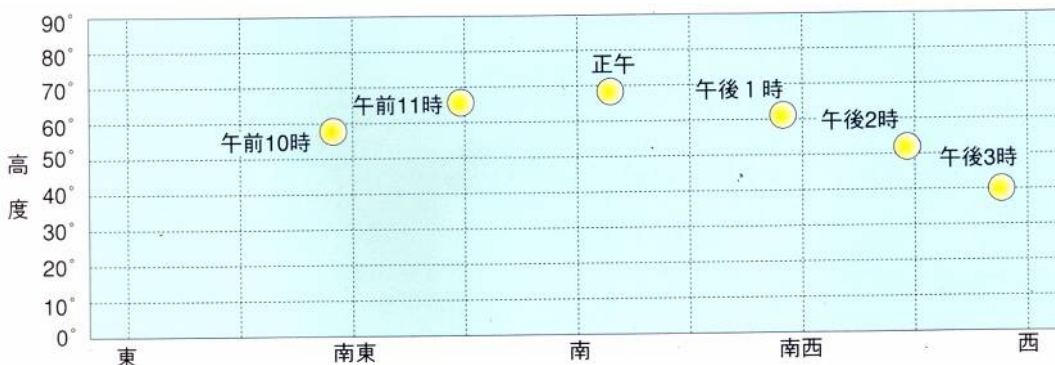 90°
80°
70°
60°
50°
40°
30°
20°
10°
0°
高度
午前10時
午前11時
正午
午後１時
午後2時
午後3時
東
南東
南
南西
西